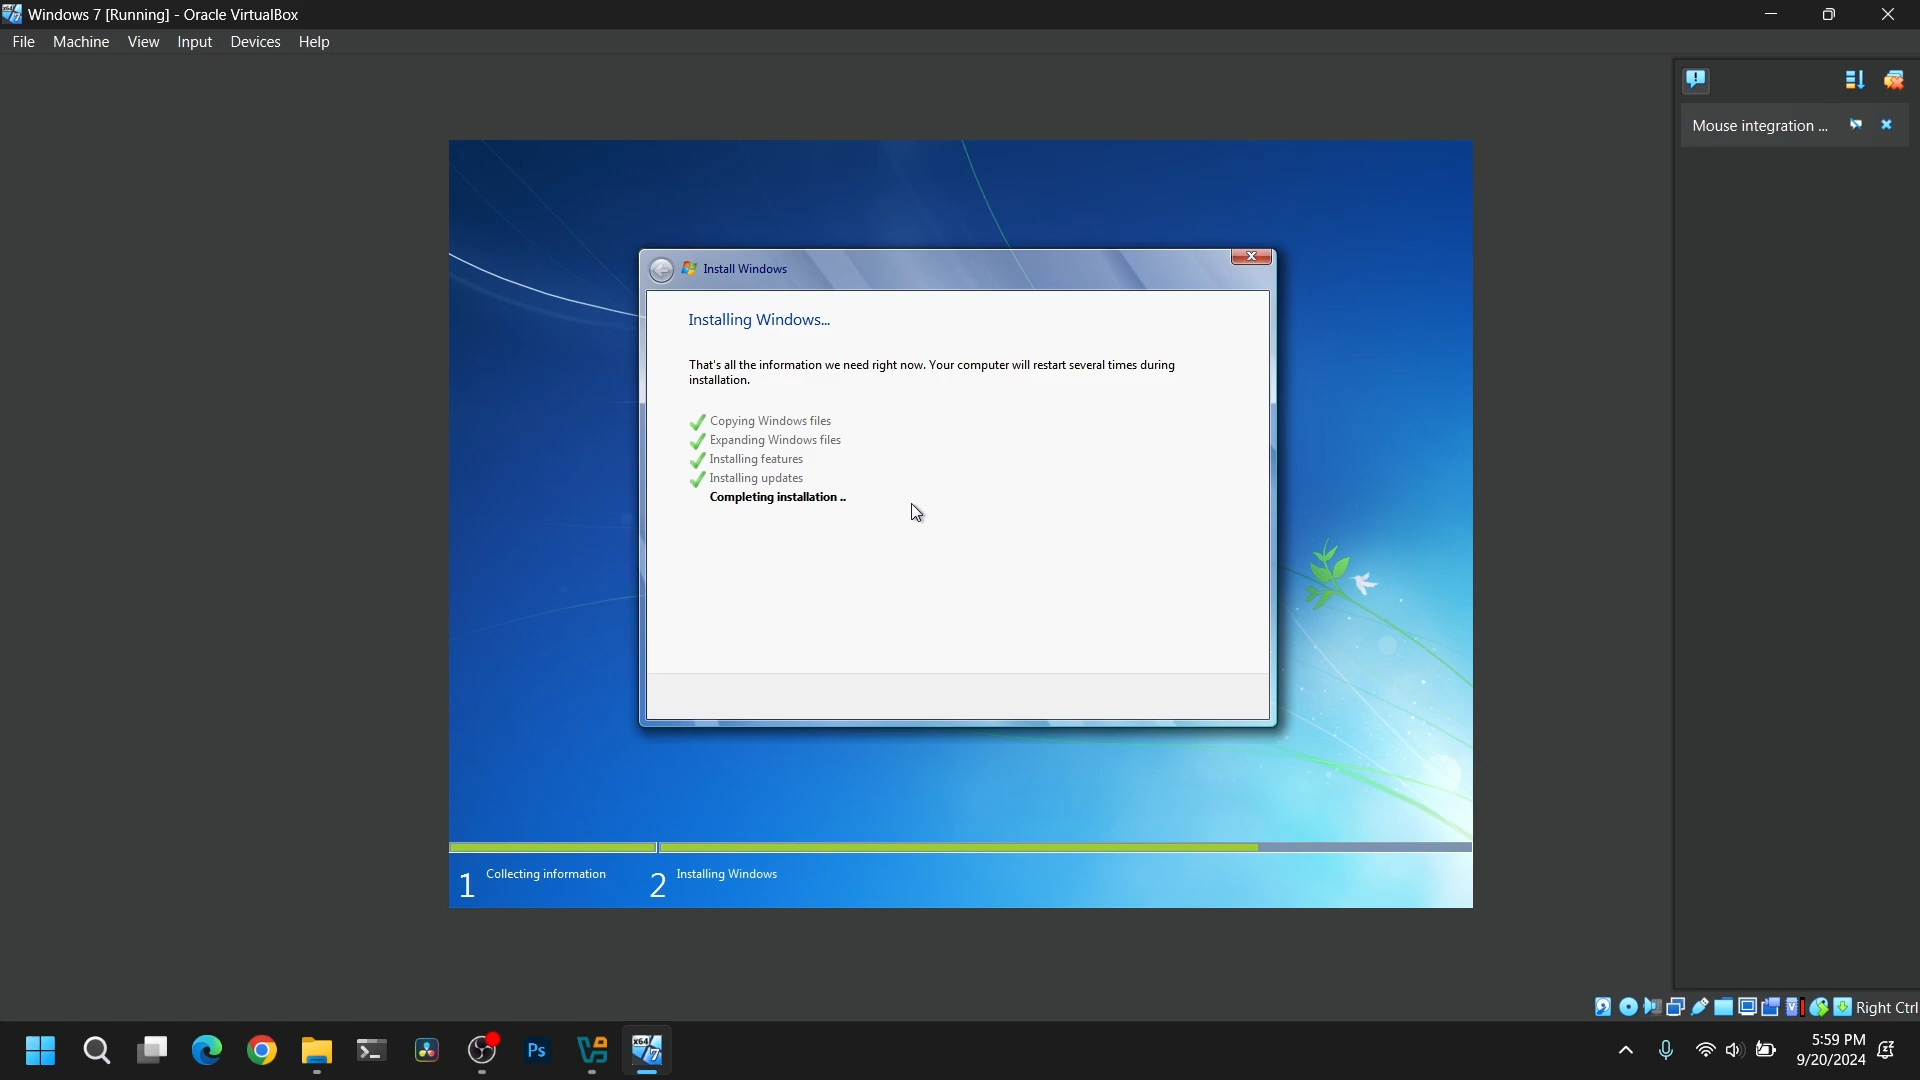 Windows 7 [Running] - Oracle VirtualBox
File Machine View Input Devices Help
Mouse integration ...
Install Windows
Installing Windows...
That's all the information we need right now. Your computer will restart several times during
installation.
Copying Windows files
Expanding Windows files
Installing features
Installing updates
Completing installation ..
1 Collecting information 2 Installing Windows
Right Ctrl
Ps
x64
7
5:59 PM
9/20/2024